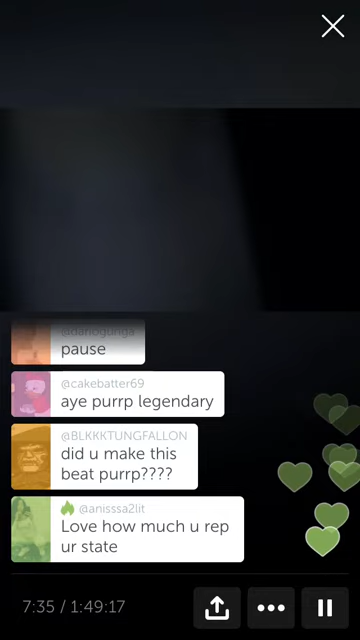 @danogunga
pause
@cakebatter69
aye purrp legendary
@BLKKKTUNGFALLON
did u make this
beat purrp????
@anisssa2lit
Love how much u rep
ur state
7:35 / 1:49:17